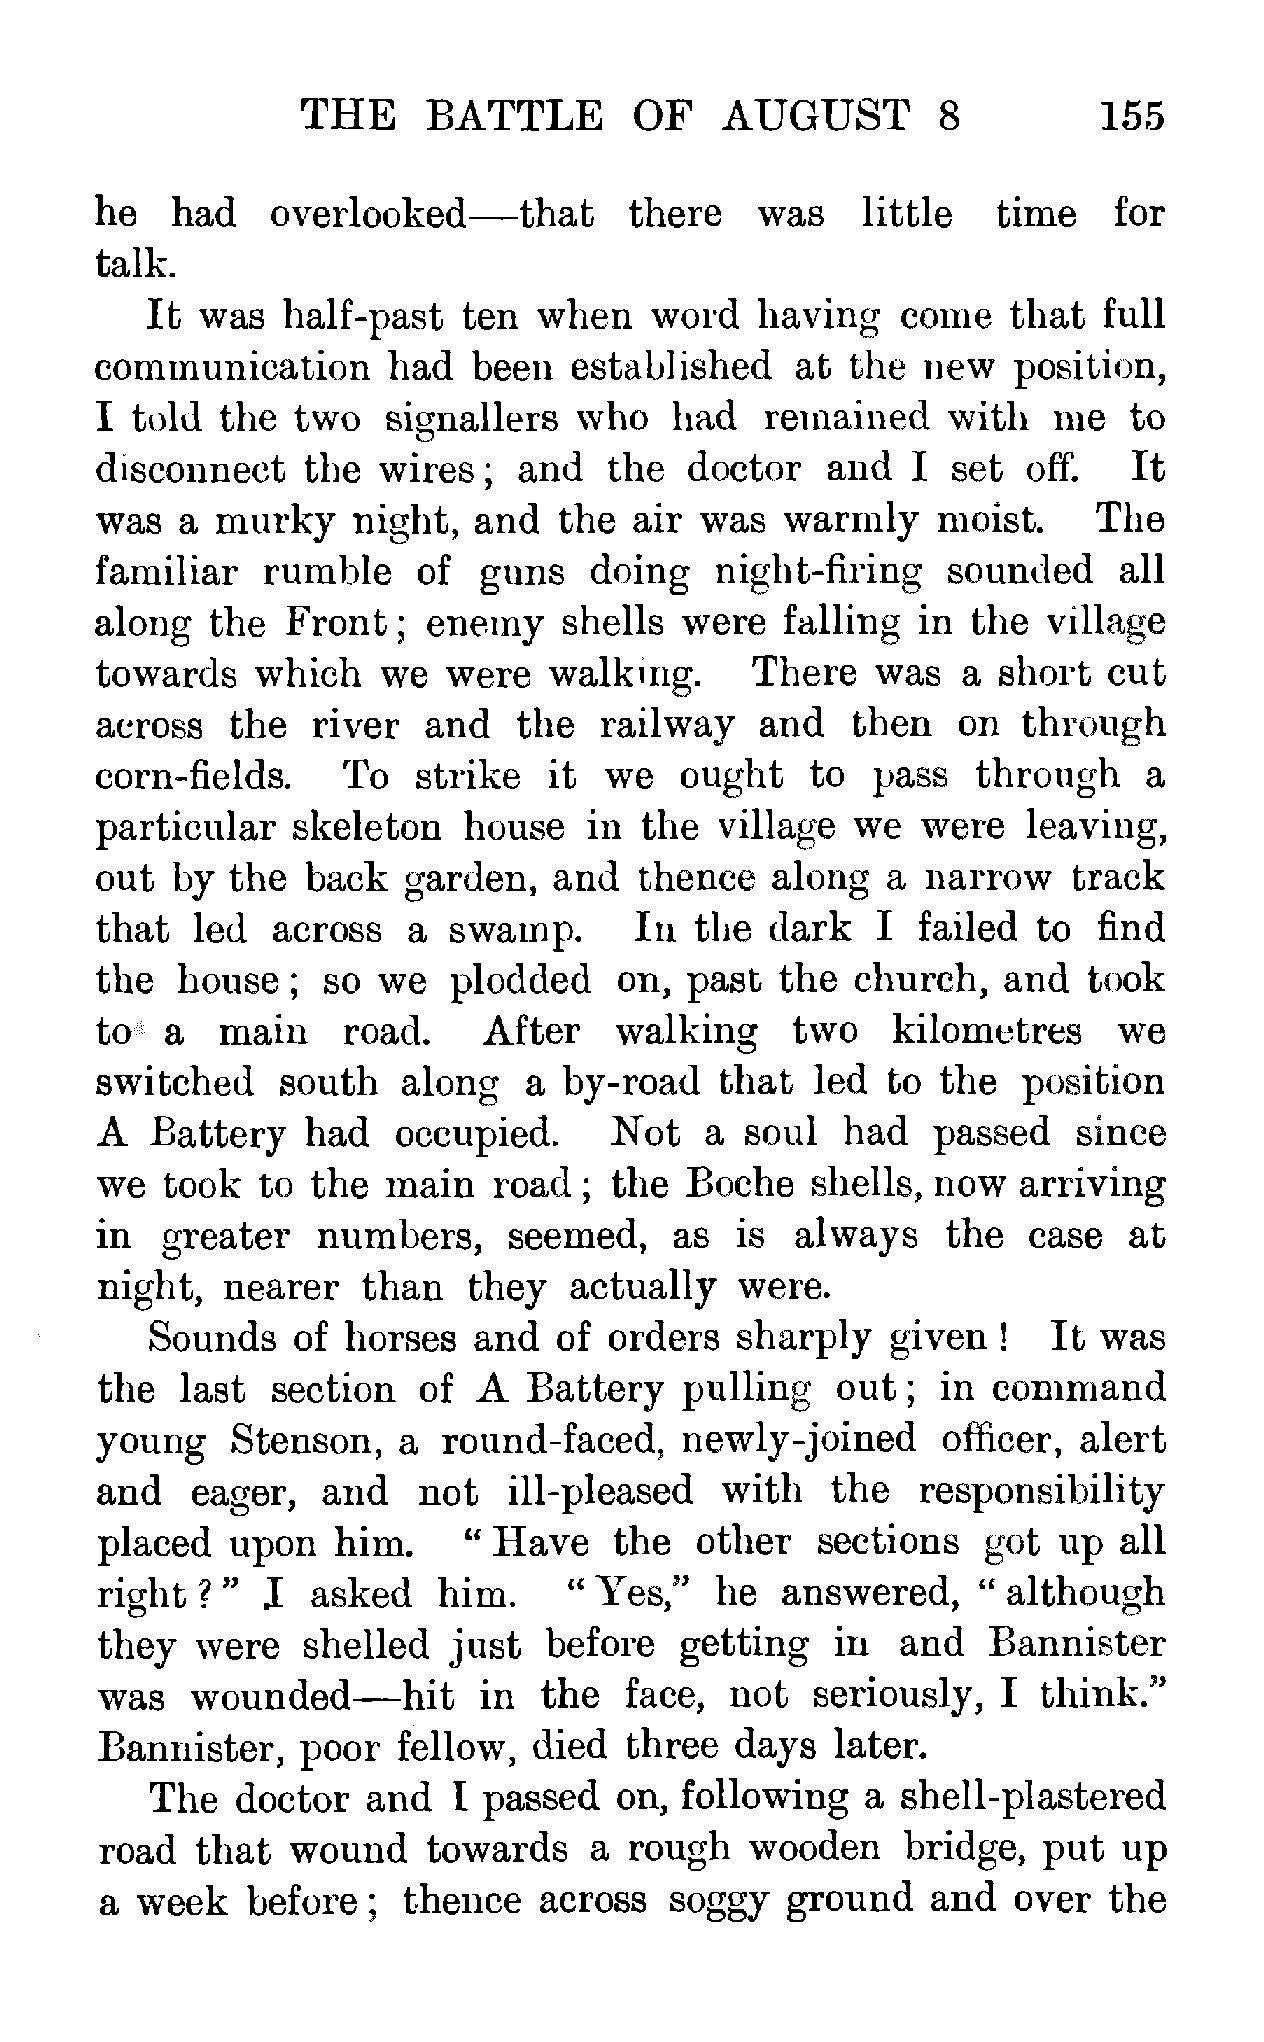 THE BATTLE OF AUGUST 8 155
he had overlooked—that there was little time for
talk.
It was half-past ten when word having come that full
communication had been established at the new position,
I told the two signallers who had remained with me to
disconnect the wires ; and the doctor and I set off. It
was a murky night, and the air was warmly moist. The
familiar rumble of guns doing night-firing sounded all
along the Front ; enemy shells were falling in the village
towards which we were walking. There was a short cut
across the river and the railway and then on through
corn-fields. To strike it we ought to pass through a
particular skeleton house in the village we were leaving,
out by the back garden, and thence along a narrow track
that led across a swamp. In the dark I failed to find
the house ; so we plodded on, past the church, and took
to a main road. After walking two kilometres we
switched south along a by-road that led to the position
A Battery had occupied. Not a soul had passed since
we took to the main road ; the Boche shells, now arriving
in greater numbers, seemed, as is always the case at
night, nearer than they actually were.
Sounds of horses and of orders sharply given ! It was
the last section of A Battery pulling out ; in command
young Stenson, a round-faced, newly-joined officer, alert
and eager, and not ill-pleased with the responsibility
placed upon him. “ Have the other sections got up all
right ? ” I asked him. “ Yes,” he answered, “ although
they were shelled just before getting in and Bannister
was wounded—hit in the face, not seriously, I think.”
Bannister, poor fellow, died three days later.
The doctor and I passed on, following a shell-plastered
road that wound towards a rough wooden bridge, put up
a week before ; thence across soggy ground and over the